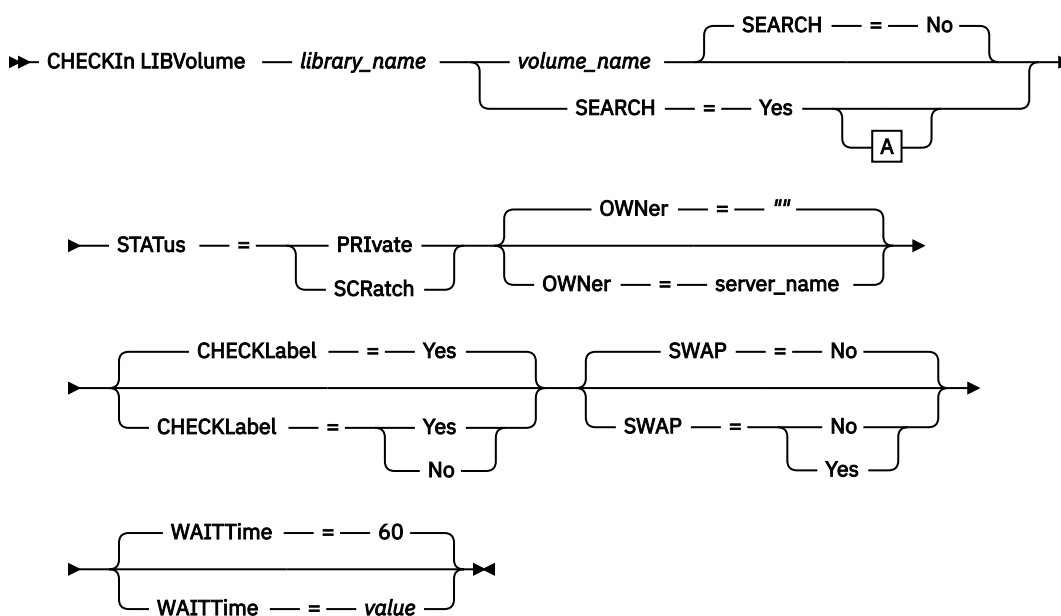 SEARCH = No
CHECKIn LIBVolume library_name volume_name
SEARCH = Yes
A
OWNer = ""
STATus = PRIvate
SCRatch
OWNer = server_name
CHECKLabel = Yes
SWAP = No
CHECKLabel = Yes
No
SWAP = No
Yes
WAITTime = 60
WAITTime = value